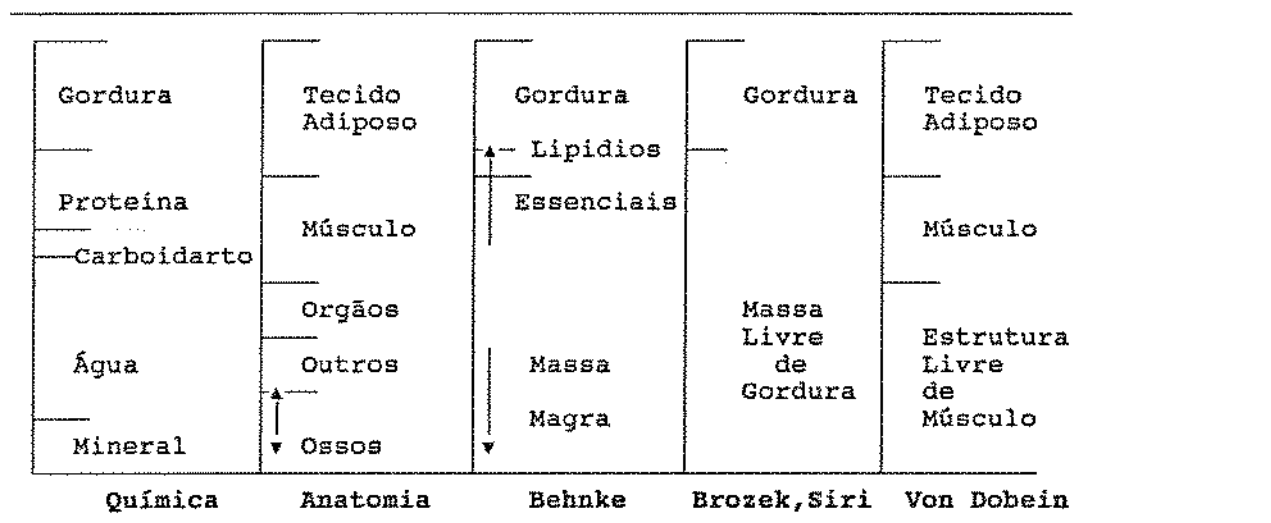 Gordura
Proteína
Carboidarto
Água
Mineral
Química
Tecido
Adiposo
Músculo
Orgãos
Outros
Ossos
Anatomia
Gordura
Lipidios
Essenciais
Massa
Magra
Behnke
Gordura
Massa
Livre
de
Gordura
Brozek,Siri
Tecido
Adiposo
Músculo
Estrutura
Livre
de
Músculo
Von Dobein